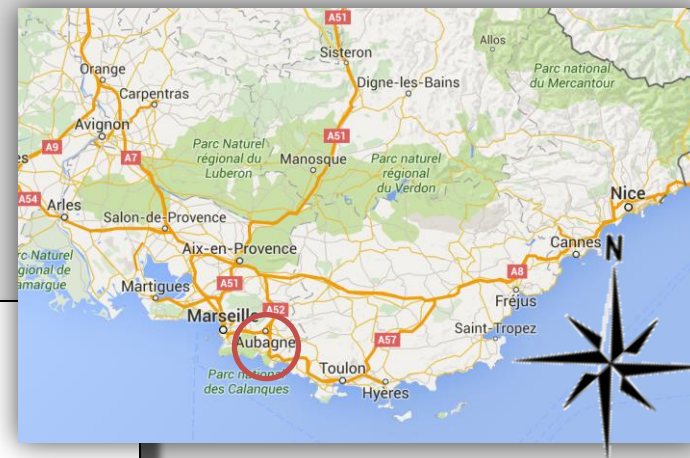 A51
Allos
Sisteron
Orange
Parc national
du Mercantour
Digne-les-Bains
Carpentras
Avignon
A51
A9
A7
Parc Naturel
régional du
Luberon
Manosque
Parc naturel
régional
du Verdon
es
Nice
A54
Arles
Salon-de-Provence
Cannes
N
Aix-en-Provence
rc Naturel
gional de
amargue
A8
A51
Martigues
Fréjus
A52
Marseille
Saint-Tropez
Aubagne
A57
Toulon
Parc national
des Calanques
Hyères